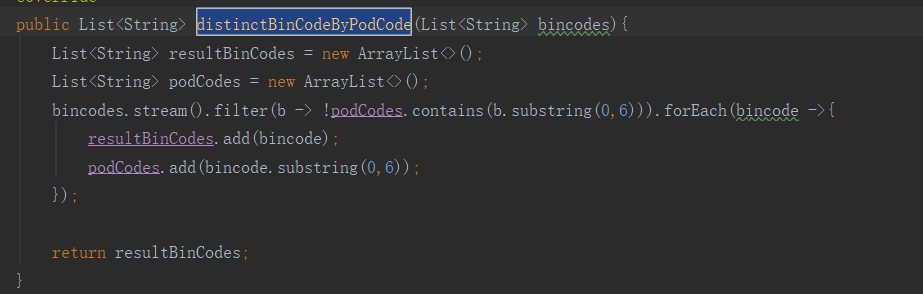 public List<String> distinctBinCodeByPodCode(List<String> bincodes){
List<String> resultBinCodes = new ArrayList<>();
List<String> podCodes = new ArrayList<>();
bincodes.stream().filter(b -> !podCodes.contains(b.substring(0,6))).forEach(bincode ->{
resultBinCodes.add(bincode);
podCodes.add(bincode.substring(0,6));
});
return resultBinCodes;
}